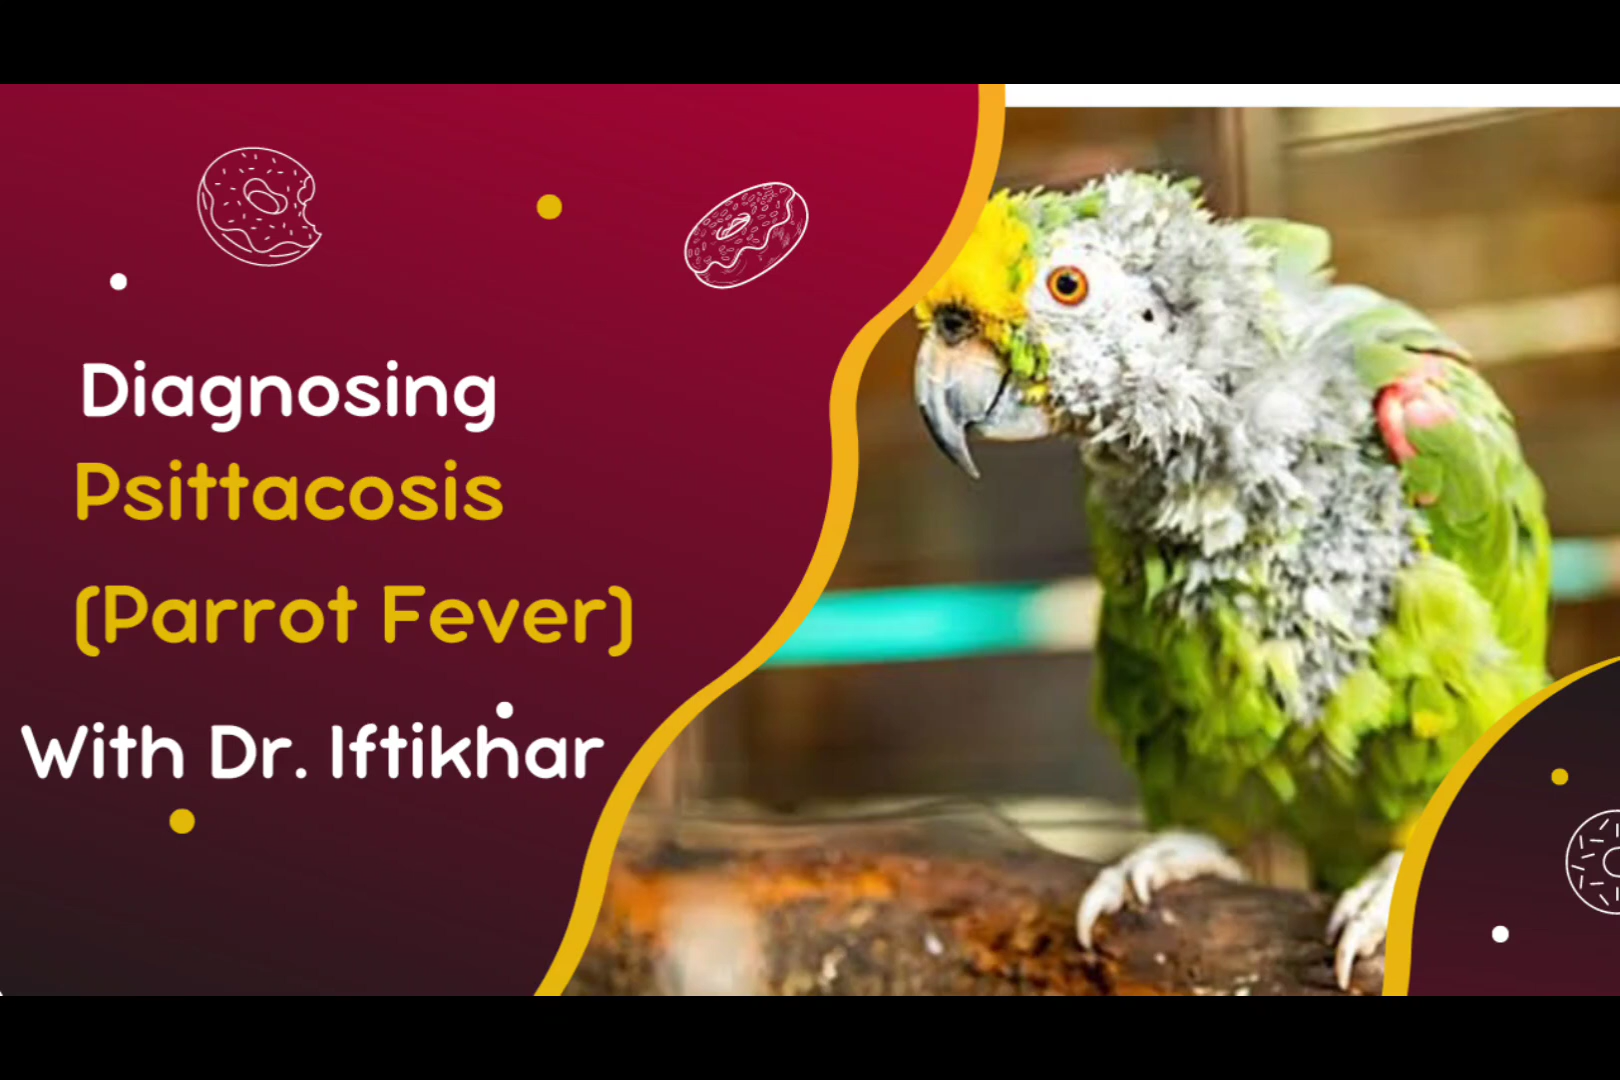 Diagnosing
Psittacosis
(Parrot Fever)
With Dr. Iftikhar